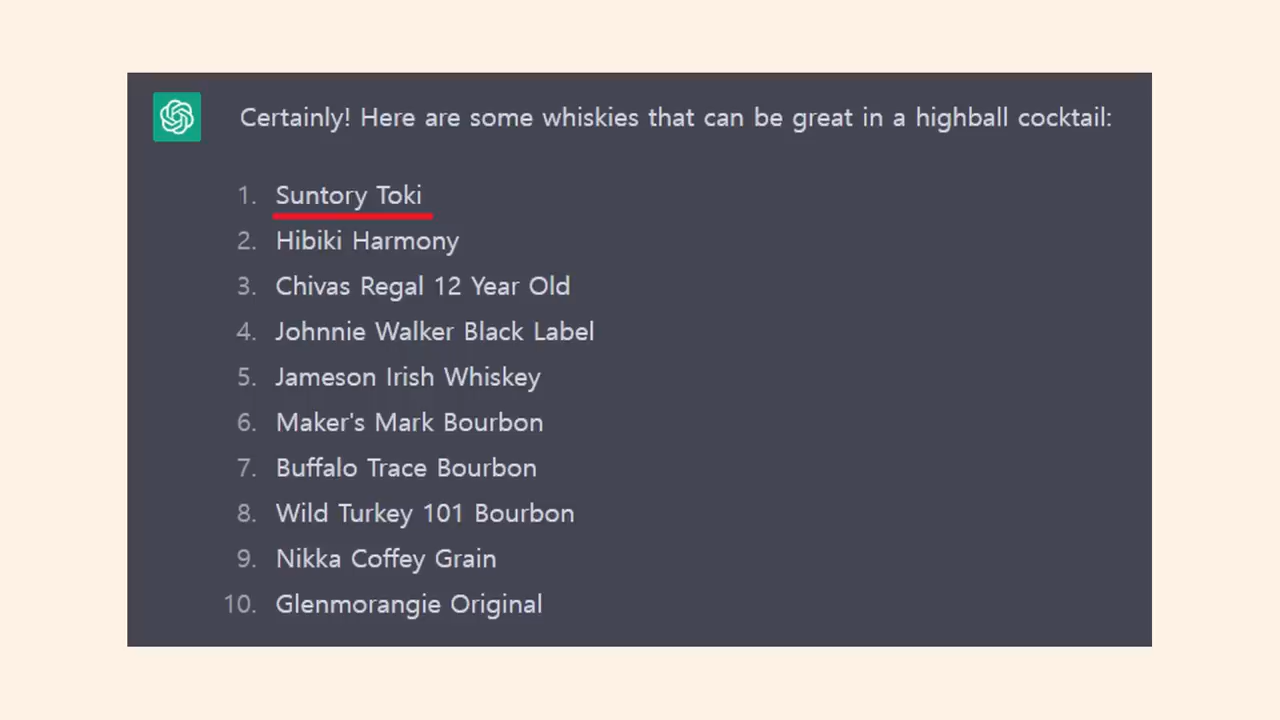 Certainly! Here are some whiskies that can be great in a highball cocktail:
1. Suntory Toki
2. Hibiki Harmony
3. Chivas Regal 12 Year Old
4. Johnnie Walker Black Label
5. Jameson Irish Whiskey
6. Maker's Mark Bourbon
7. Buffalo Trace Bourbon
8. Wild Turkey 101 Bourbon
9. Nikka Coffey Grain
10. Glenmorangie Original